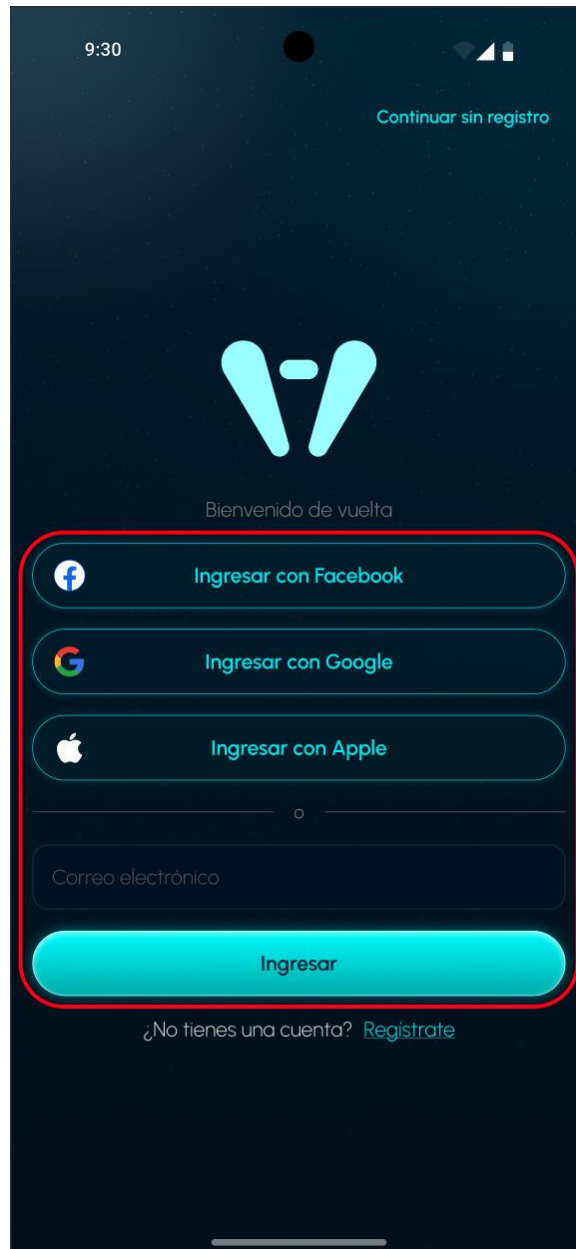 9:30
Continuar sin registro
Bienvenido de vuelta
Ingresar con Facebook
Ingresar con Google
Ingresar con Apple
o
Correo electrónico
Ingresar
¿No tienes una cuenta? Regístrate